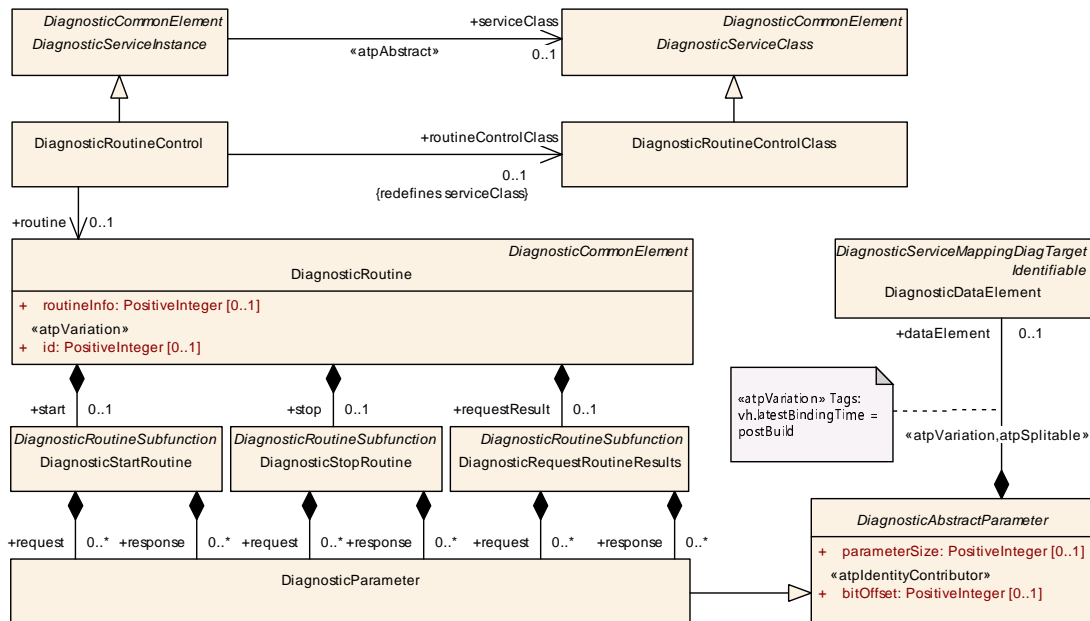 DiagnosticCommonElement
DiagnosticServiceInstance
+serviceClass
«atpAbstract»
0..1
DiagnosticCommonElement
DiagnosticServiceClass
DiagnosticRoutineControl
+routineControlClass
0..1
{redefines serviceClass}
DiagnosticRoutineControlClass
+routine
0..1
DiagnosticCommonElement
DiagnosticRoutine
+ routineInfo: PositiveInteger [0..1]
«atpVariation»
+ id: PositiveInteger [0..1]
DiagnosticServiceMappingDiagTarget
Identifiable
DiagnosticDataElement
+dataElement
0..1
«atpVariation» Tags:
vh.latestBindingTime =
postBuild
«atpVariation,atpSplitable»
+start
0..1
+stop
0..1
+requestResult
0..1
DiagnosticRoutineSubfunction
DiagnosticStartRoutine
DiagnosticRoutineSubfunction
DiagnosticStopRoutine
DiagnosticRoutineSubfunction
DiagnosticRequestRoutineResults
+request
0..*
+response
0..*
+request
0..*
+response
0..*
+request
0..*
+response
0..*
DiagnosticParameter
DiagnosticAbstractParameter
+ parameterSize: PositiveInteger [0..1]
«atpIdentityContributor»
+ bitOffset: PositiveInteger [0..1]